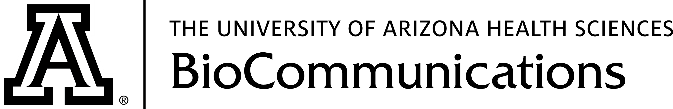 A®
THE UNIVERSITY OF ARIZONA HEALTH SCIENCES
BioCommunications